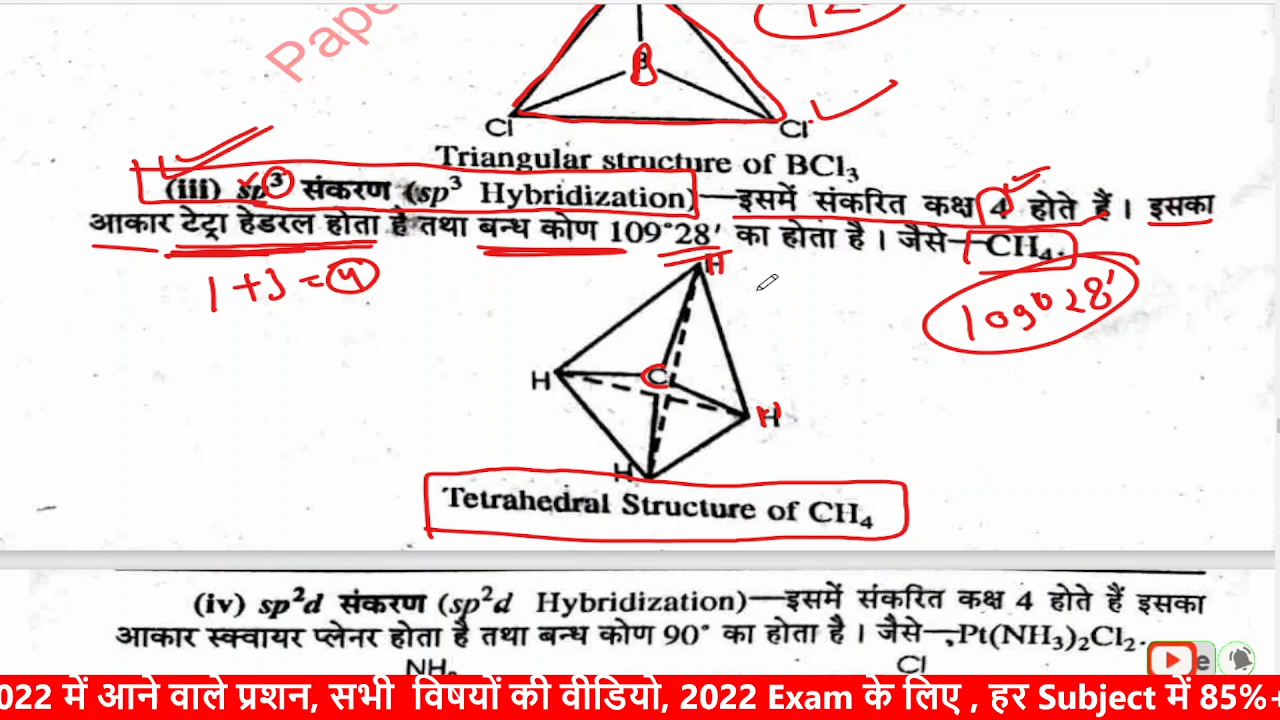 Pape
12
B
Cl
Cl
Triangular structure of BCl₃
(iii) sp³ संकरण (sp³ Hybridization)—इसमें संकरित कक्ष 4 होते हैं। इसका
आकार टेट्रा हेडरल होता है तथा बन्ध कोण 109°28' का होता है। जैसे—CH₄.
1+3=4
109°28'
H
H
C
H
H
Tetrahedral Structure of CH₄
(iv) sp²d संकरण (sp²d Hybridization)—इसमें संकरित कक्ष 4 होते हैं इसका
आकार स्क्वायर प्लेनर होता है तथा बन्ध कोण 90° का होता है। जैसे—,Pt(NH₃)₂Cl₂.
e
NH₃
Cl
022 में आने वाले प्रशन, सभी विषयों की वीडियो, 2022 Exam के लिए , हर Subject में 85%+